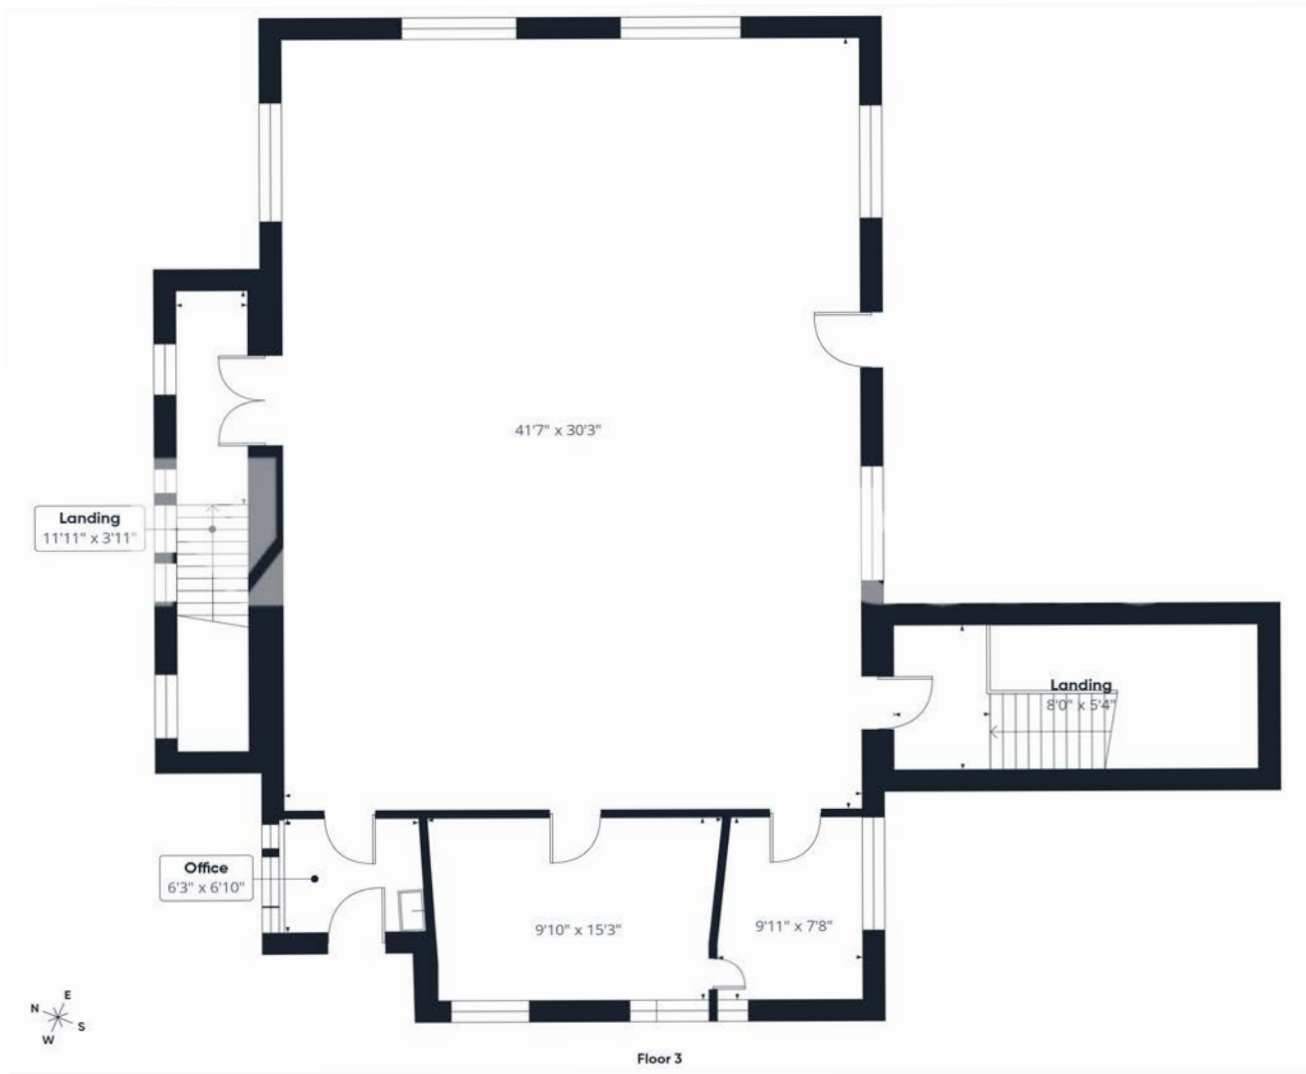 41'7" x 30'3"
Landing
11'11" x 3'11"
Landing
8'0" x 5'4"
Office
6'3" x 6'10"
9'10" x 15'3"
9'11" x 7'8"
N
E
S
W
Floor 3